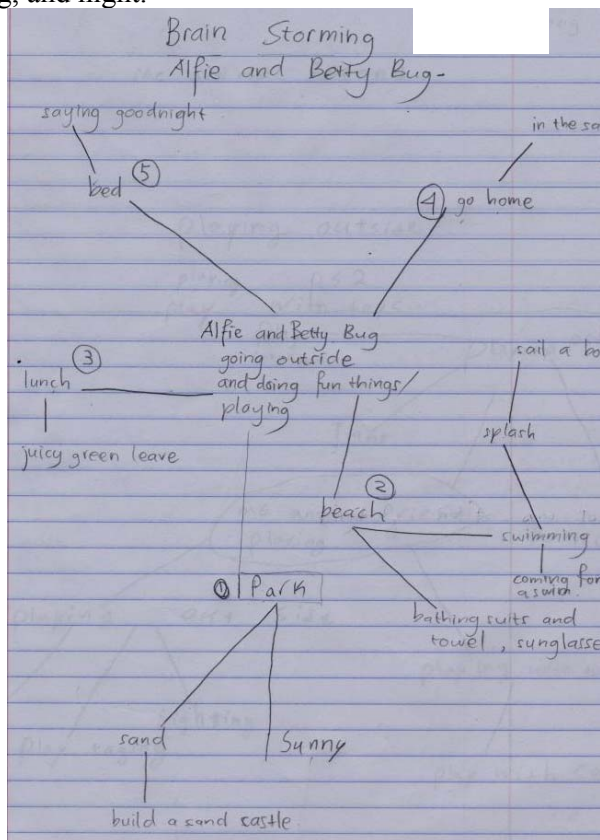 g, and night.
Brain Storming
Alfie and Betty Bug-
saying goodnight
in the sa
bed ⑤
④ go home
Alfie and Betty Bug
going outside
and doing fun things/
playing
sail a bo
③
lunch
splash
juicy green leave
②
beach
swimming
① Park
coming for
a swim.
bathing suits and
towel, sunglasse
sand
Sunny
build a sand castle.